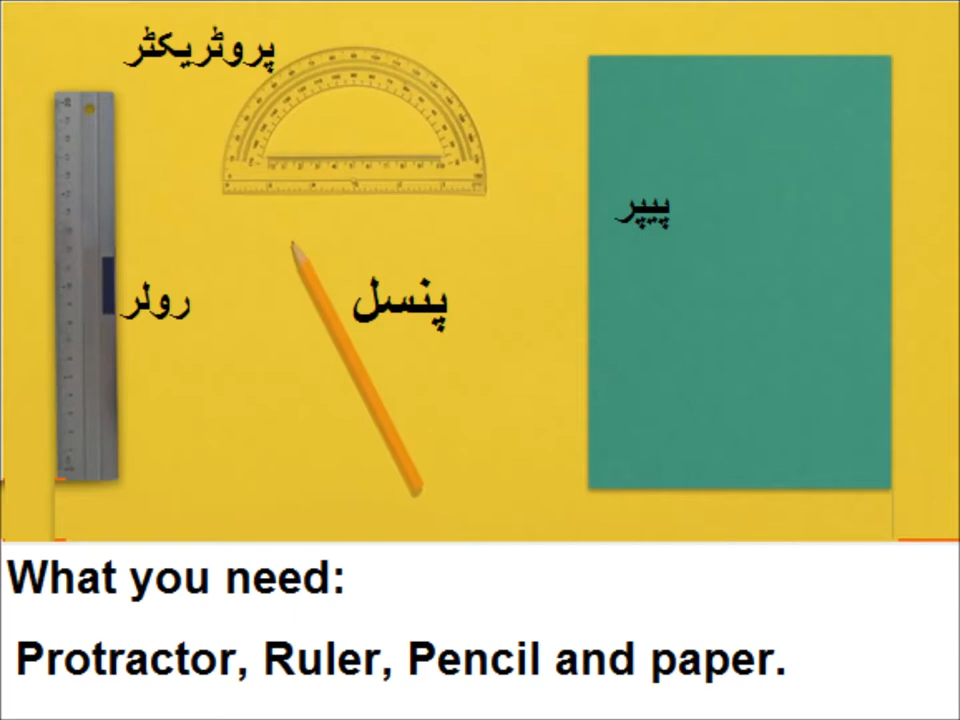 پروٹریکٹر
پیپر
رولر
پنسل
What you need:
Protractor, Ruler, Pencil and paper.